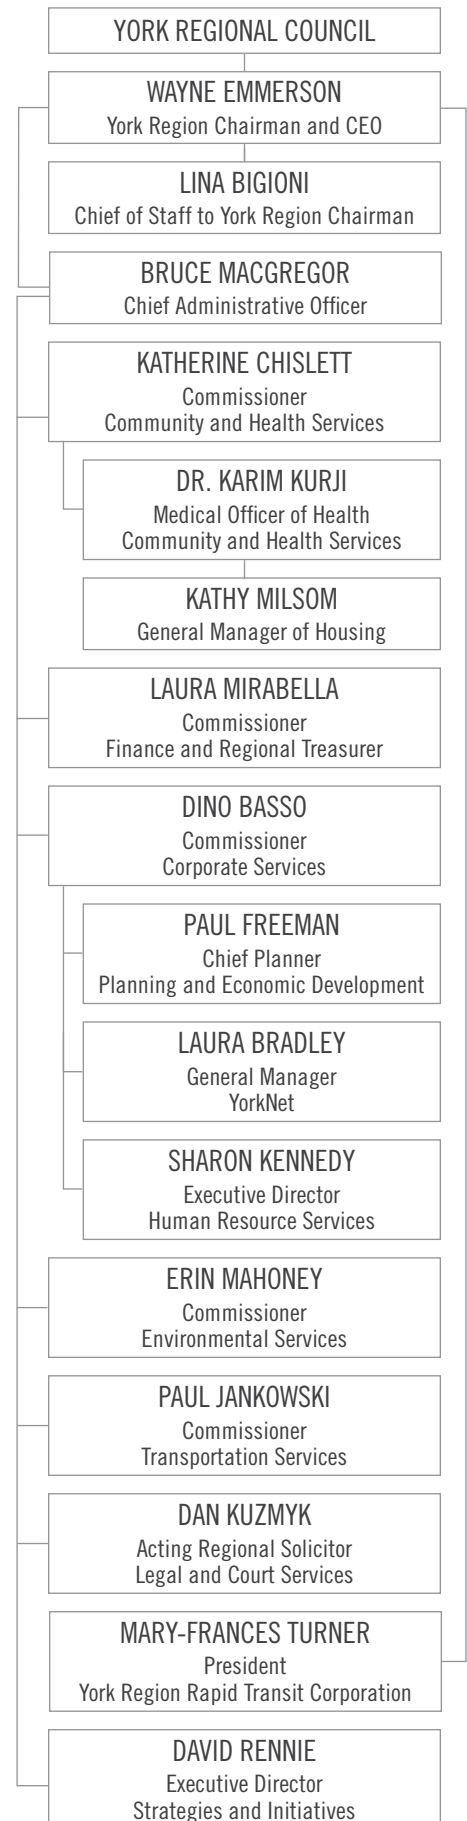 YORK REGIONAL COUNCIL
WAYNE EMMERSON
York Region Chairman and CEO
LINA BIGIONI
Chief of Staff to York Region Chairman
BRUCE MACGREGOR
Chief Administrative Officer
KATHERINE CHISLETT
Commissioner
Community and Health Services
DR. KARIM KURJI
Medical Officer of Health
Community and Health Services
KATHY MILSOM
General Manager of Housing
LAURA MIRABELLA
Commissioner
Finance and Regional Treasurer
DINO BASSO
Commissioner
Corporate Services
PAUL FREEMAN
Chief Planner
Planning and Economic Development
LAURA BRADLEY
General Manager
YorkNet
SHARON KENNEDY
Executive Director
Human Resource Services
ERIN MAHONEY
Commissioner
Environmental Services
PAUL JANKOWSKI
Commissioner
Transportation Services
DAN KUZMYK
Acting Regional Solicitor
Legal and Court Services
MARY-FRANCES TURNER
President
York Region Rapid Transit Corporation
DAVID RENNIE
Executive Director
Strategies and Initiatives